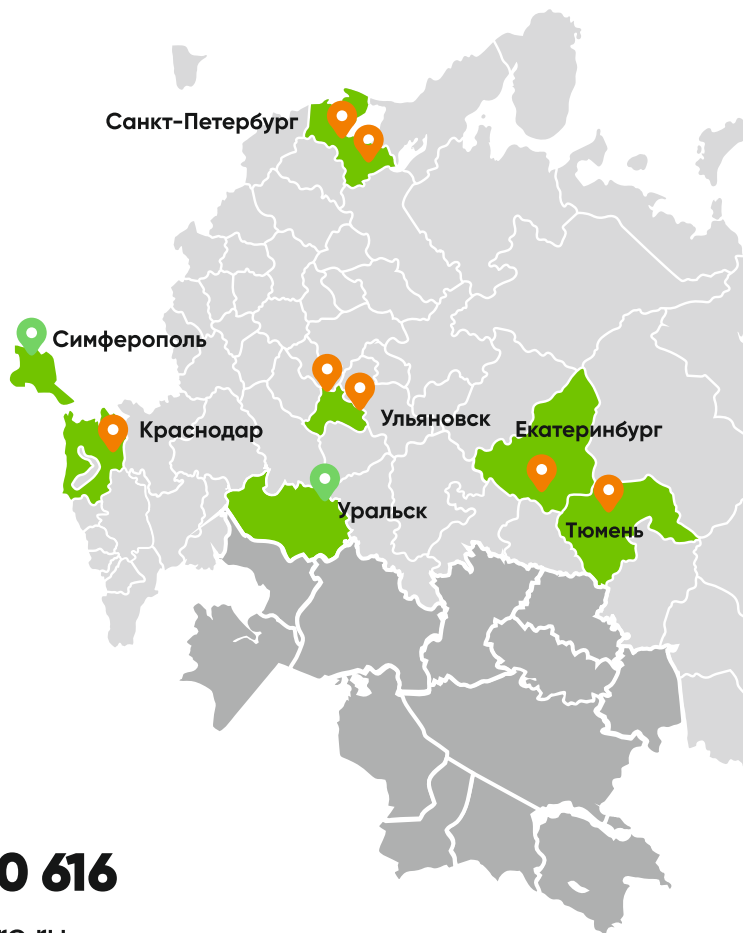 Санкт-Петербург
Симферополь
Ульяновск
Краснодар
Екатеринбург
Уральск
Тюмень
0 616